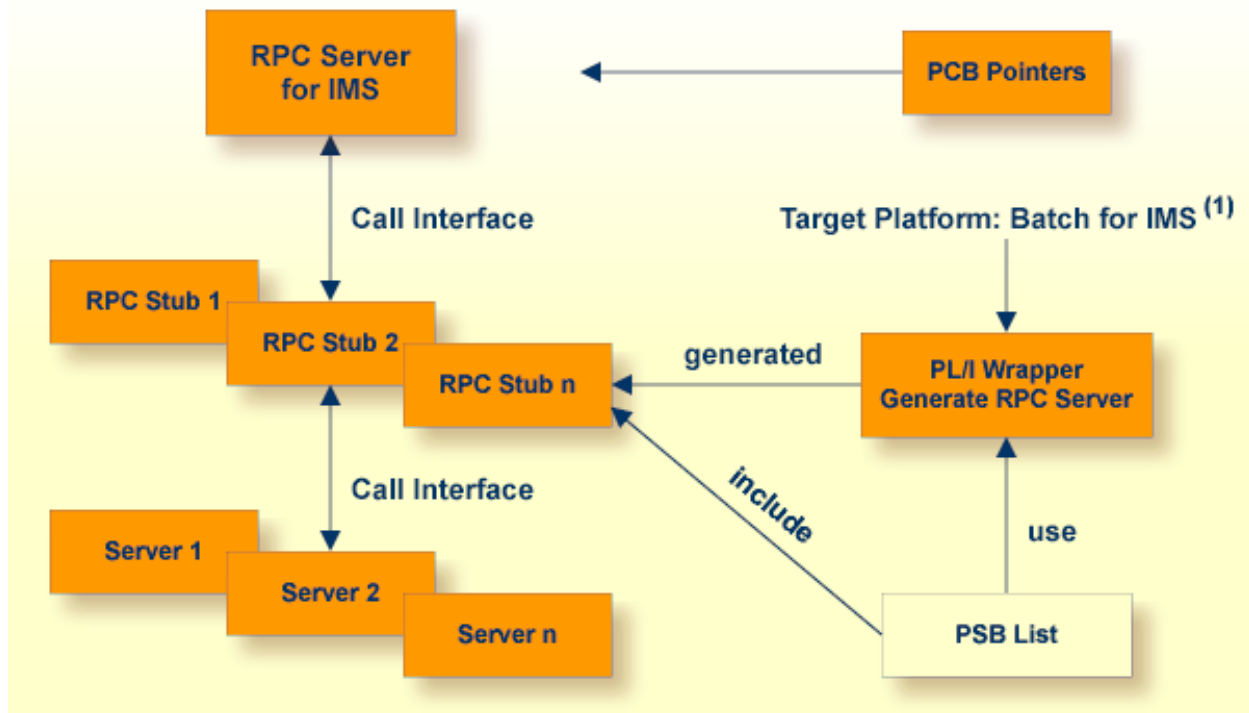 RPC Server
for IMS
PCB Pointers
Call Interface
Target Platform: Batch for IMS (1)
RPC Stub 1
RPC Stub 2
RPC Stub n
generated
PL/I Wrapper
Generate RPC Server
include
Call Interface
use
Server 1
Server 2
Server n
PSB List